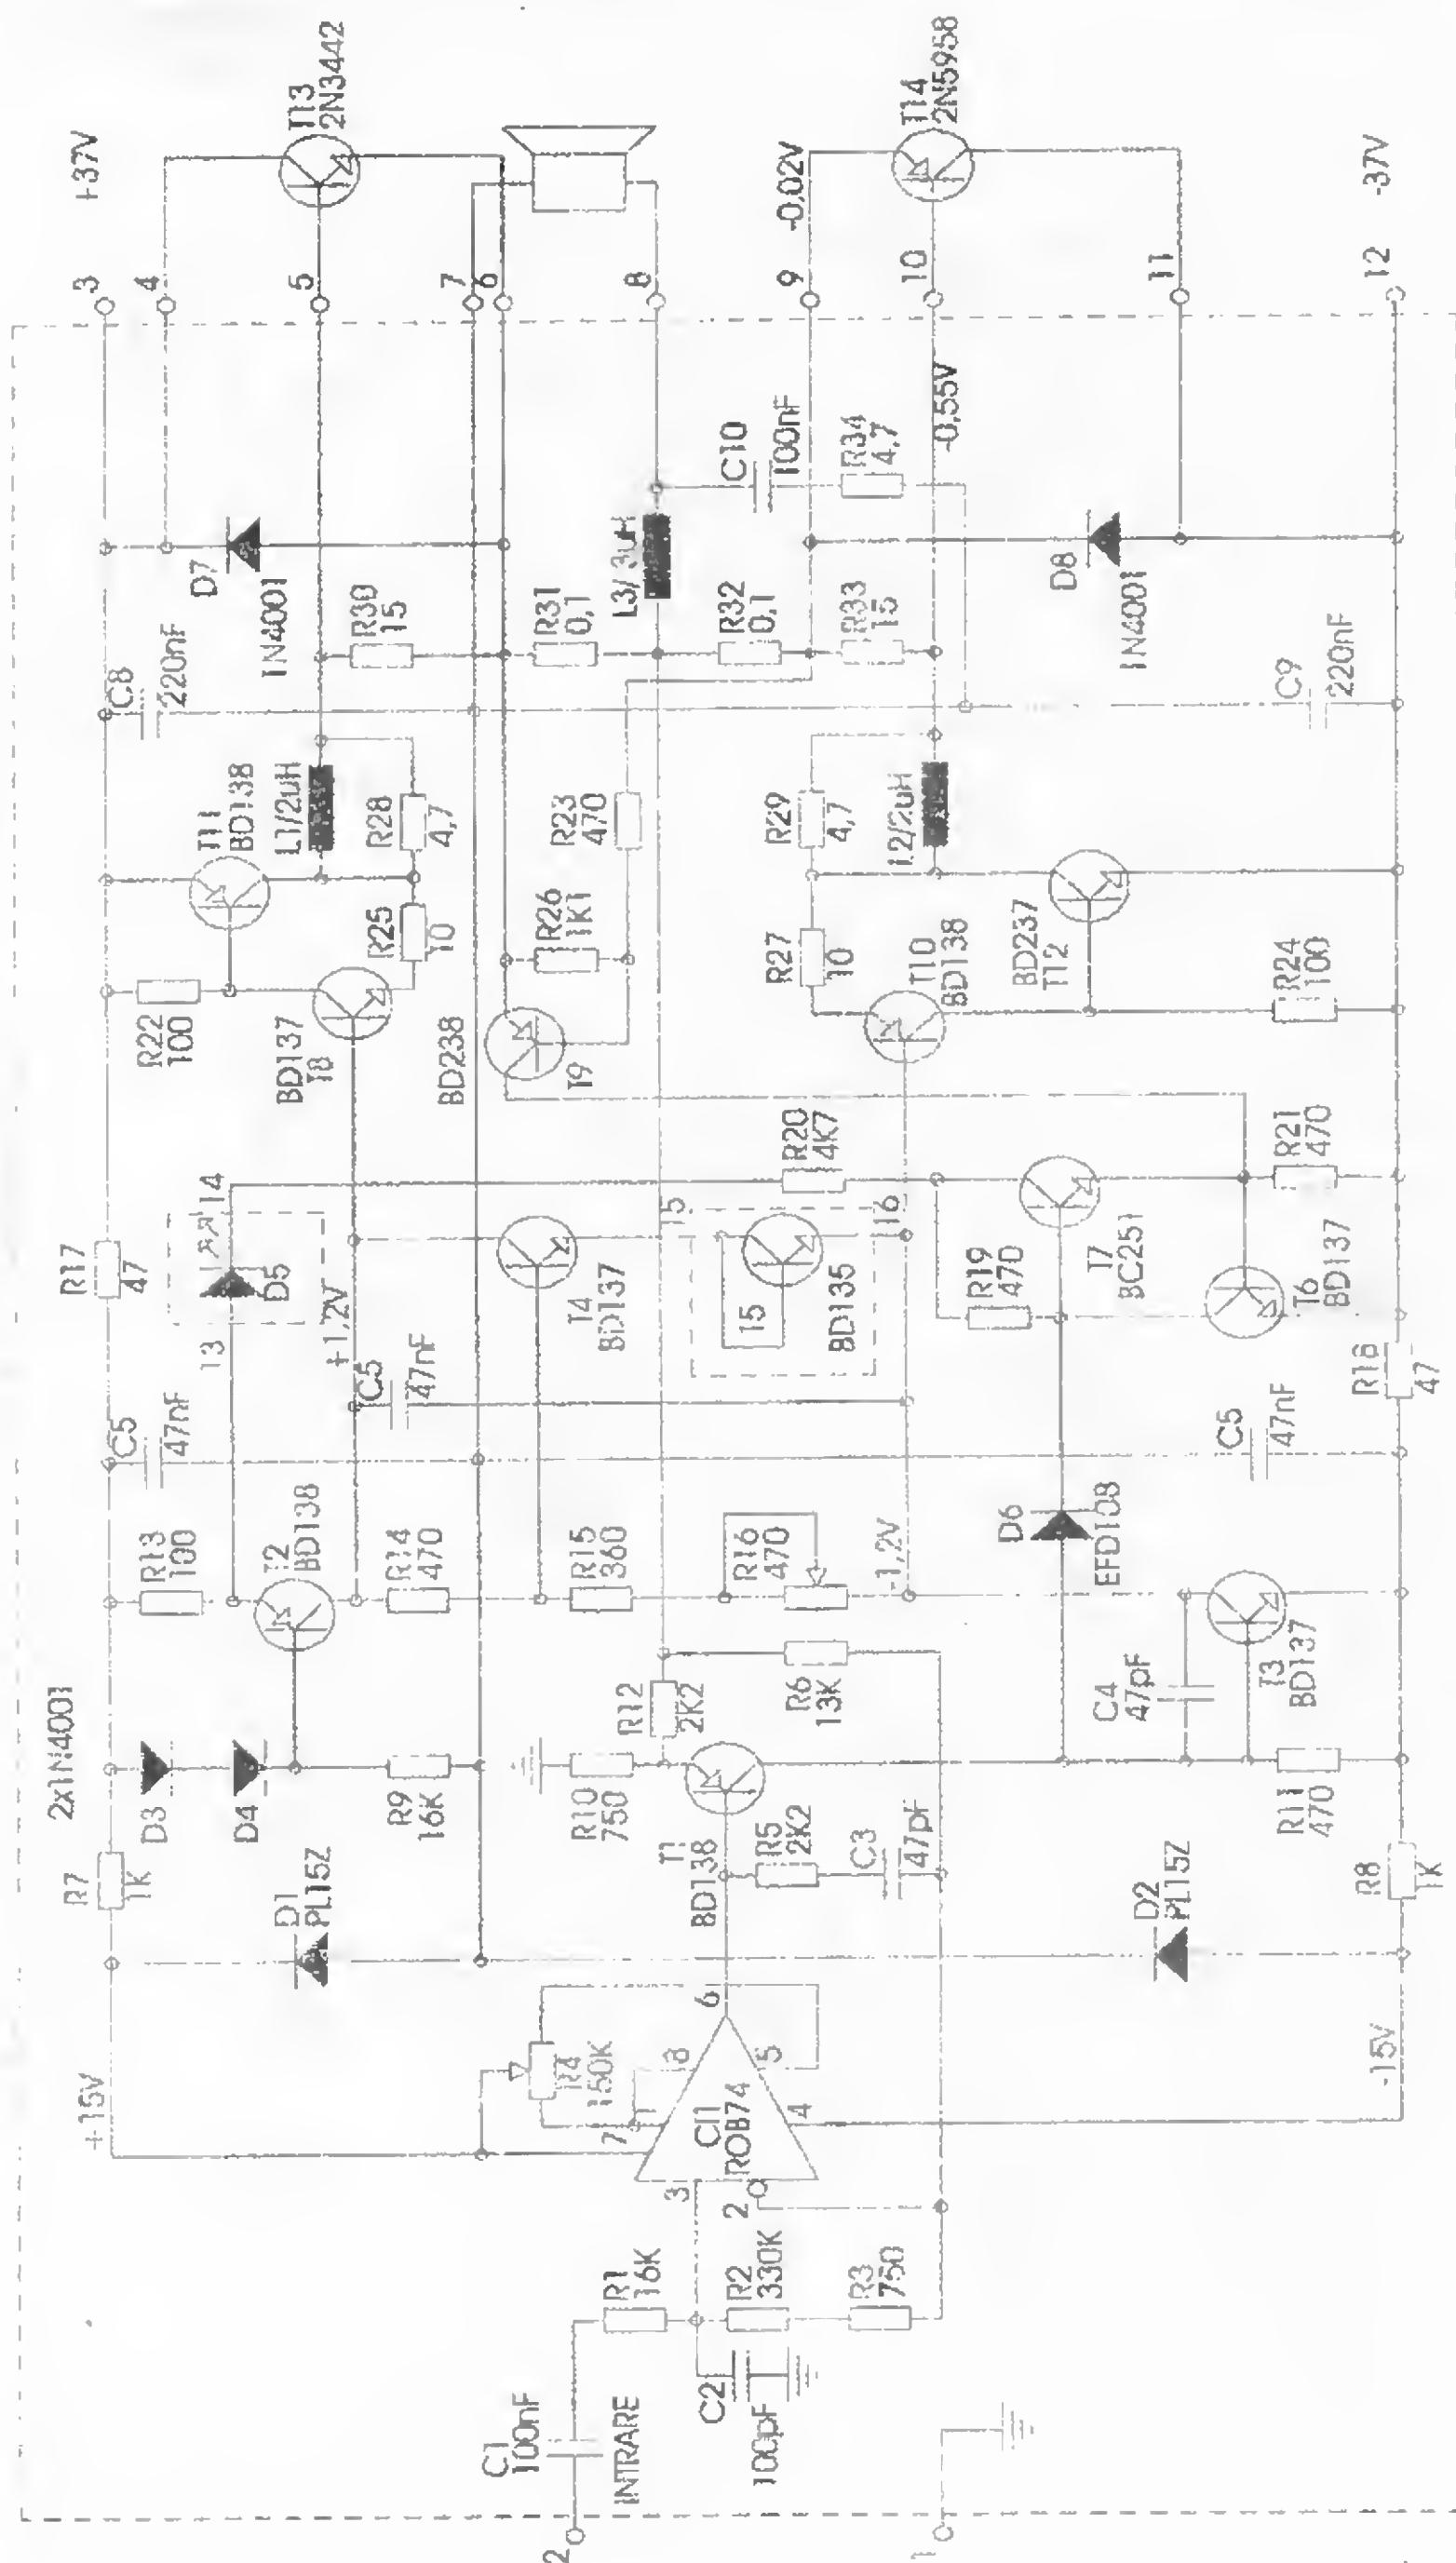 +37V
3
4
T13
2N3442
5
7
6
8
9
-0,02V
10
T14
2N5958
11
12
-37V
D7
1N4001
R30
15
R31
0,1
L3/3uH
C10
100nF
R32
0,1
R34
4,7
R33
15
-0,55V
D8
1N4001
C8
220nF
C9
220nF
T11
BD138
L1/2uH
R28
4,7
R25
10
R22
100
BD137
T8
R23
470
R26
1K1
BD238
T9
R29
4,7
L2/2uH
R27
10
T10
BD138
BD237
T12
R24
100
R17
47
14
D5
13
+1,2V
T4
BD137
15
T5
BD135
16
R20
4K7
R19
470
T7
BC251
R21
470
T6
BD137
R18
47
C5
47nF
C5
47nF
C5
47nF
R13
100
T2
BD138
R14
470
R15
360
R16
470
-1,2V
D6
EFD108
2x1N4001
D3
D4
R9
16K
R12
2K2
R10
750
R6
13K
T1
BD138
R5
2K2
C3
47pF
C4
47pF
T3
BD137
R11
470
R7
1K
D1
PL15Z
D2
PL15Z
R8
1K
+15V
-15V
R4
150K
7
1
8
6
5
4
3
2
CI1
ROB74
R1
16K
R2
330K
R3
750
C1
100nF
INTRARE
C2
100pF
2
1